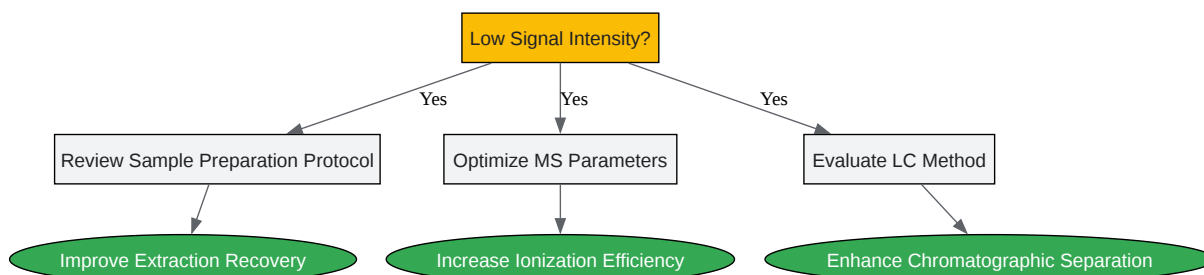 Low Signal Intensity?
Yes
Yes
Yes
Review Sample Preparation Protocol
Optimize MS Parameters
Evaluate LC Method
Improve Extraction Recovery
Increase Ionization Efficiency
Enhance Chromatographic Separation